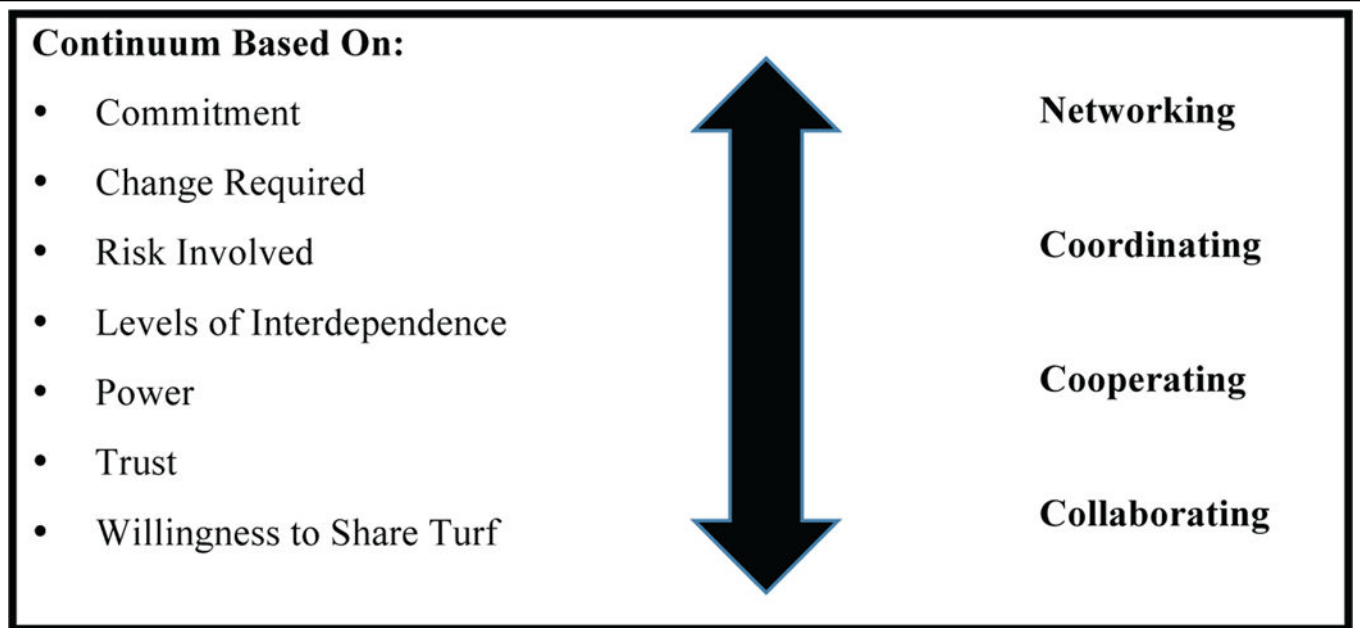 Continuum Based On:
• Commitment
• Change Required
• Risk Involved
• Levels of Interdependence
• Power
• Trust
• Willingness to Share Turf
Networking
Coordinating
Cooperating
Collaborating